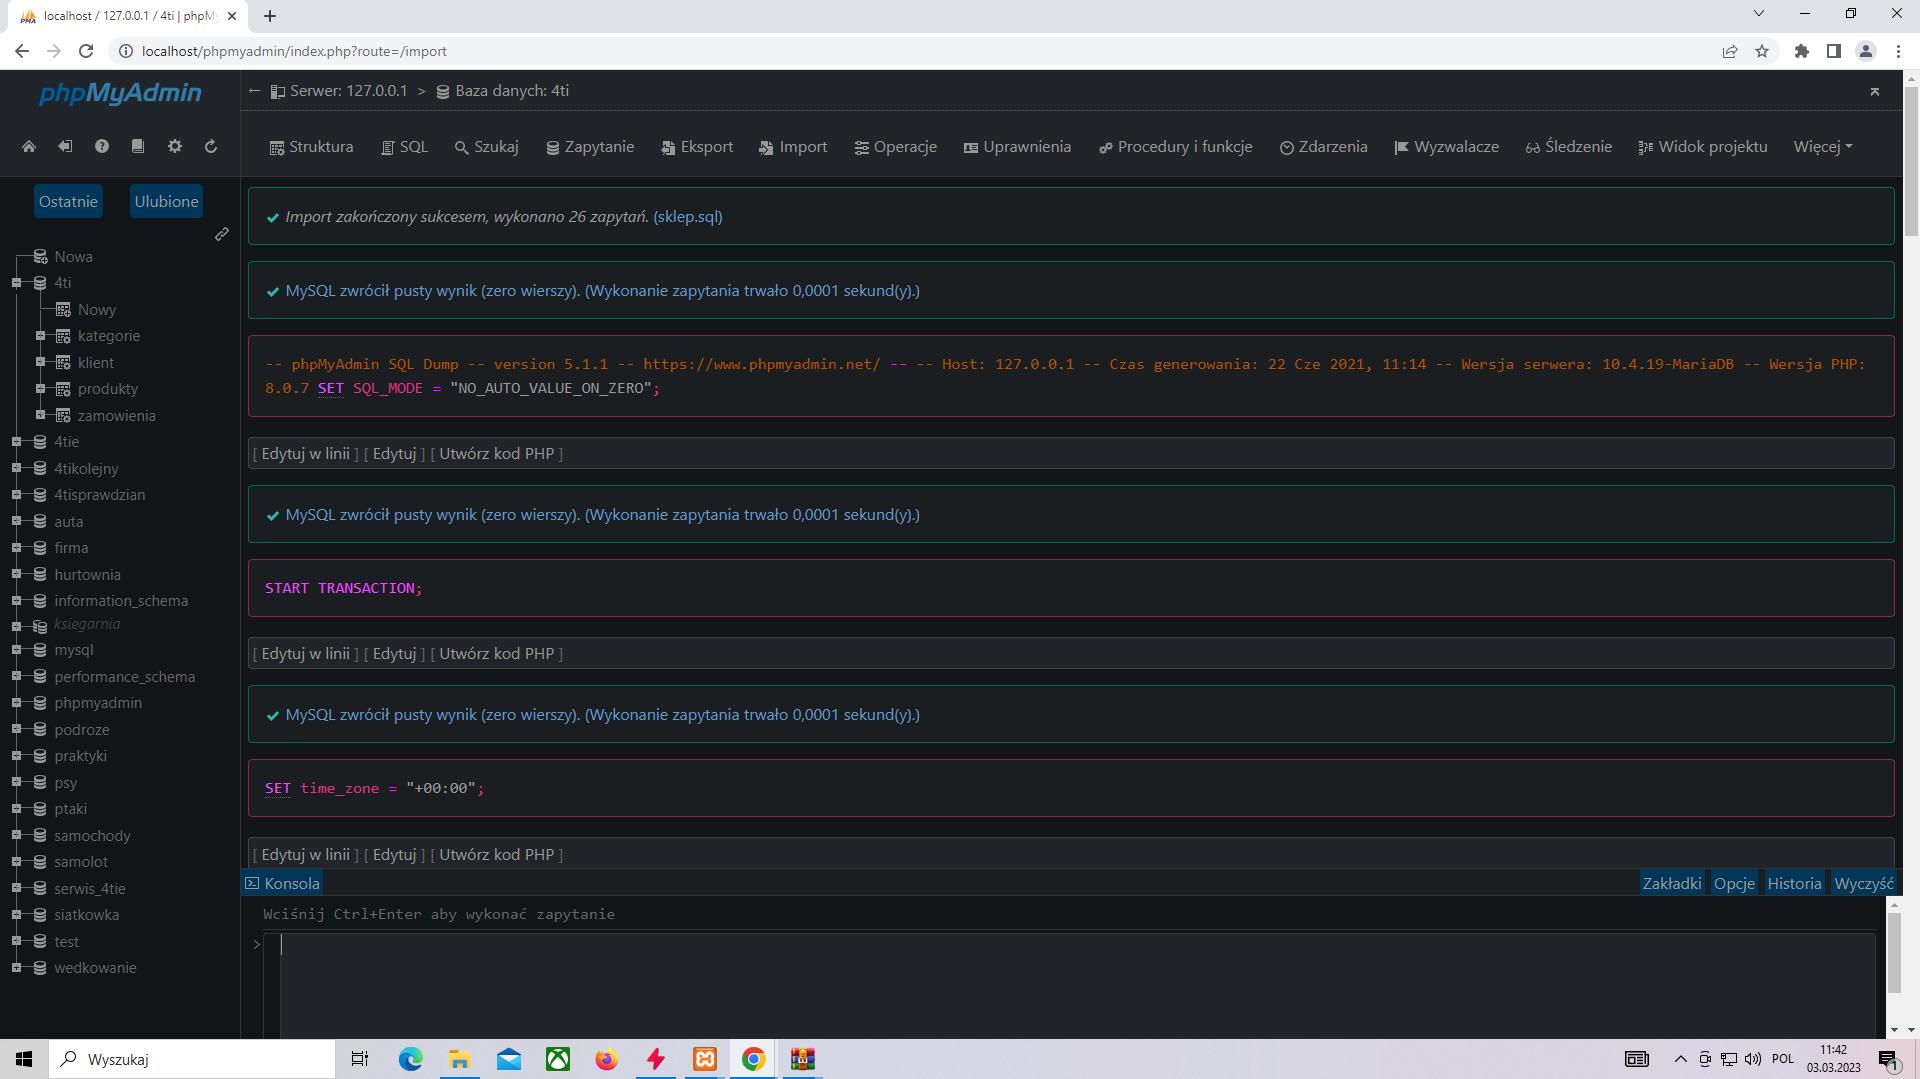 localhost / 127.0.0.1 / 4ti | phpMy
localhost/phpmyadmin/index.php?route=/import
phpMyAdmin
Serwer: 127.0.0.1 > Baza danych: 4ti
Struktura SQL Szukaj Zapytanie Eksport Import Operacje Uprawnienia Procedury i funkcje Zdarzenia Wyzwalacze Śledzenie Widok projektu Więcej
Ostatnie Ulubione
Nowa
4ti
Nowy
kategorie
klient
produkty
zamowienia
4tie
4tikolejny
4tisprawdzian
auta
firma
hurtownia
information_schema
ksiegarnia
mysql
performance_schema
phpmyadmin
podroze
praktyki
psy
ptaki
samochody
samolot
serwis_4tie
siatkowka
test
wedkowanie
Import zakończony sukcesem, wykonano 26 zapytań. (sklep.sql)
MySQL zwrócił pusty wynik (zero wierszy). (Wykonanie zapytania trwało 0,0001 sekund(y).)
-- phpMyAdmin SQL Dump -- version 5.1.1 -- https://www.phpmyadmin.net/ -- -- Host: 127.0.0.1 -- Czas generowania: 22 Cze 2021, 11:14 -- Wersja serwera: 10.4.19-MariaDB -- Wersja PHP:
8.0.7 SET SQL_MODE = "NO_AUTO_VALUE_ON_ZERO";
[ Edytuj w linii ] [ Edytuj ] [ Utwórz kod PHP ]
MySQL zwrócił pusty wynik (zero wierszy). (Wykonanie zapytania trwało 0,0001 sekund(y).)
START TRANSACTION;
[ Edytuj w linii ] [ Edytuj ] [ Utwórz kod PHP ]
MySQL zwrócił pusty wynik (zero wierszy). (Wykonanie zapytania trwało 0,0001 sekund(y).)
SET time_zone = "+00:00";
[ Edytuj w linii ] [ Edytuj ] [ Utwórz kod PHP ]
Konsola Zakładki Opcje Historia Wyczyść
Wciśnij Ctrl+Enter aby wykonać zapytanie
>
Wyszukaj
POL
11:42
03.03.2023
1